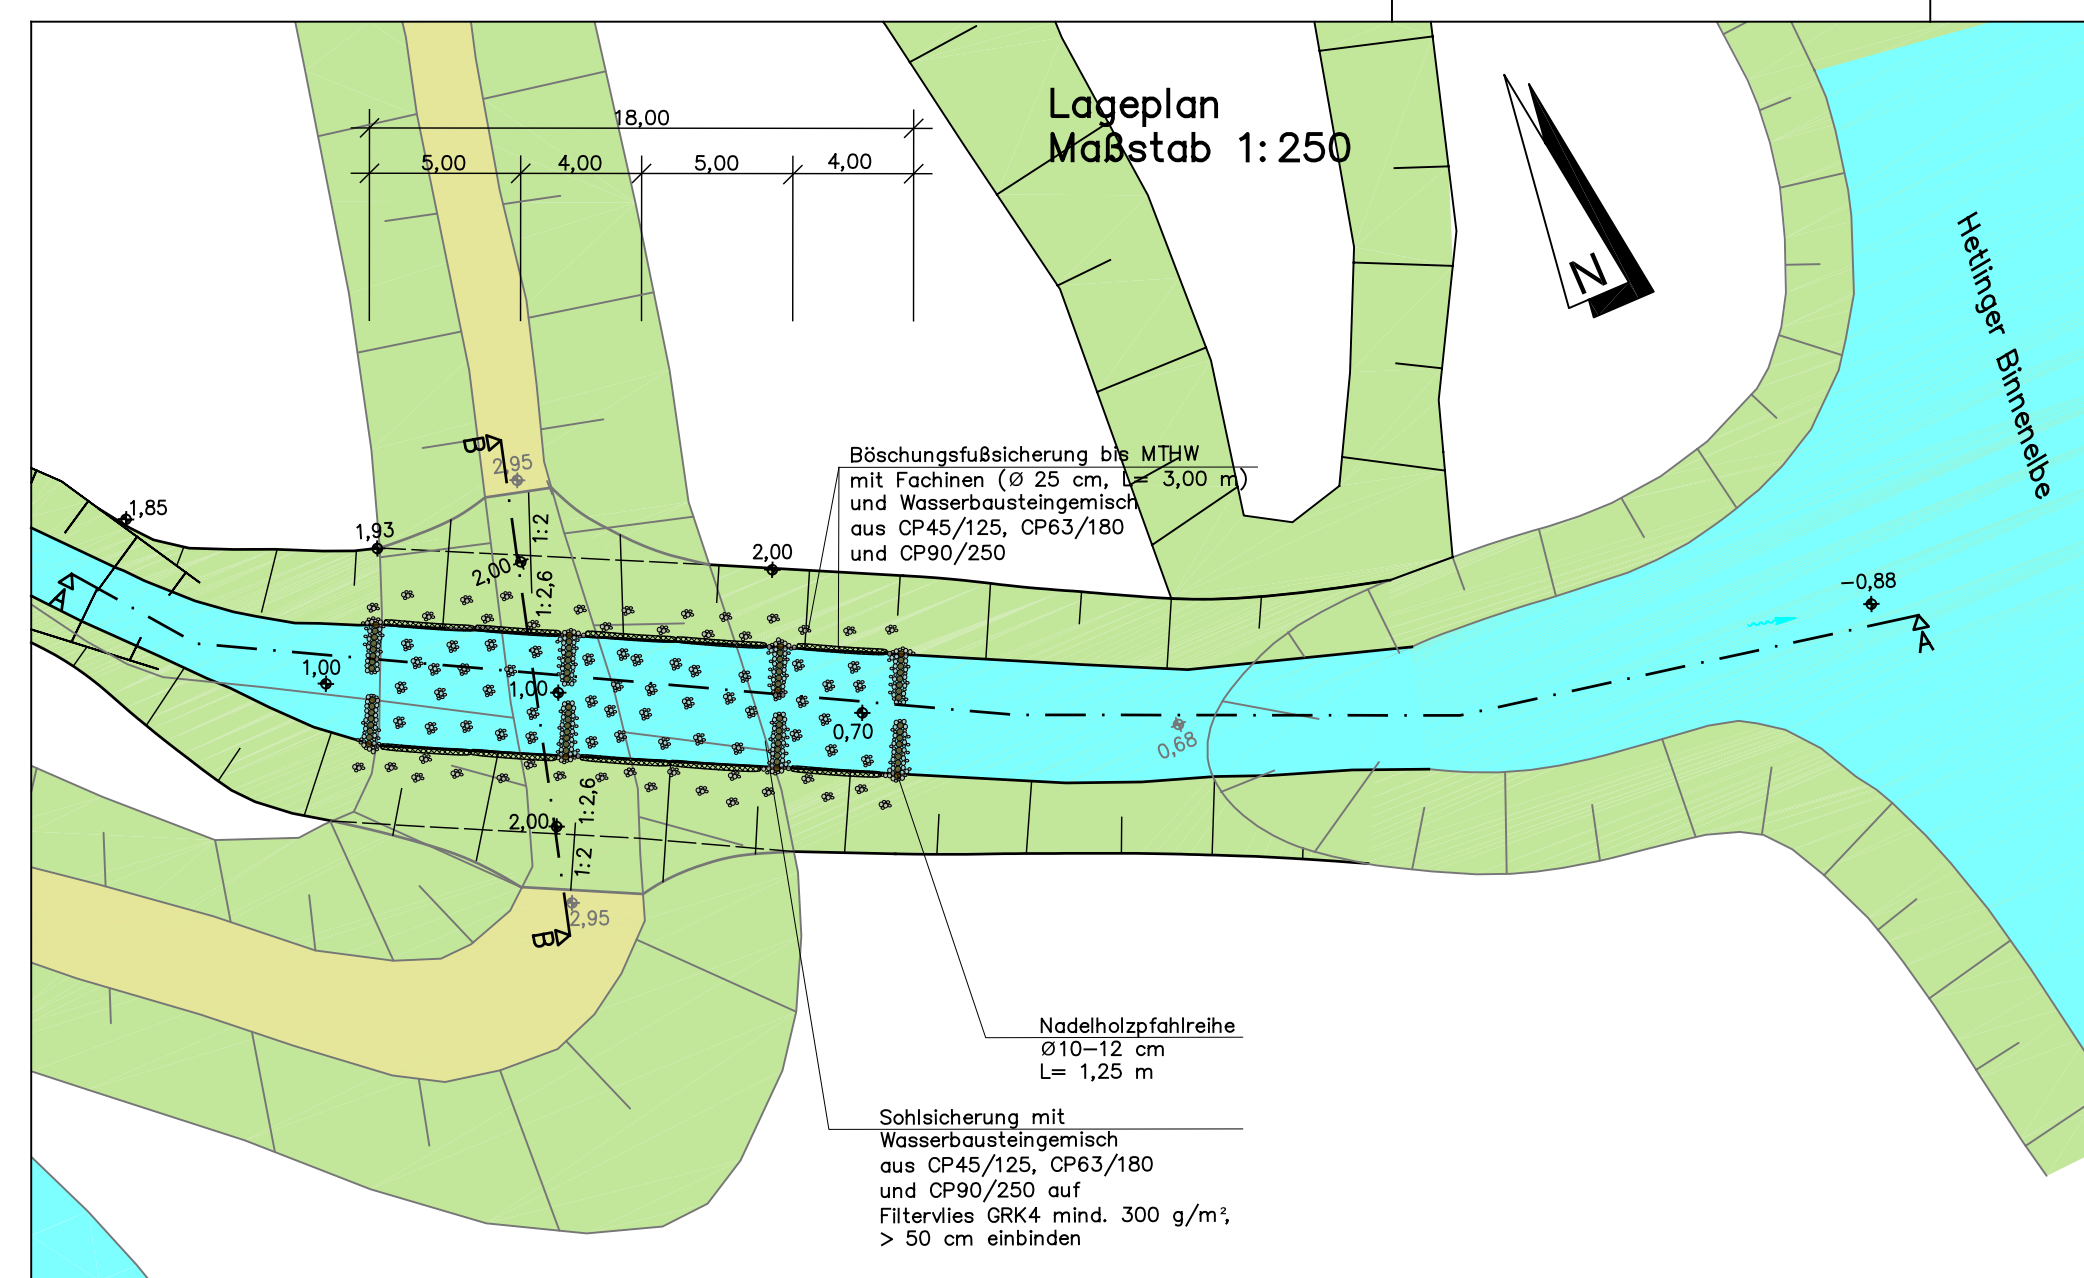 18,00
5,00
4,00
5,00
4,00
Lageplan
Maßstab 1:250
N
Hetlinger Binnenelbe
B
2,95
Böschungsfußsicherung bis MTHW
mit Fachinen (Ø 25 cm, L= 3,00 m)
und Wasserbausteingemisch
aus CP45/125, CP63/180
und CP90/250
1,85
1,93
1:2
2,00
2,00
1:2,6
A
-0,88
A
1,00
1,00
0,70
0,68
1:2,6
2,00
1:2
2,95
B
Nadelholzpfahlreihe
Ø10-12 cm
L= 1,25 m
Sohlsicherung mit
Wasserbausteingemisch
aus CP45/125, CP63/180
und CP90/250 auf
Filtervlies GRK4 mind. 300 g/m²,
> 50 cm einbinden